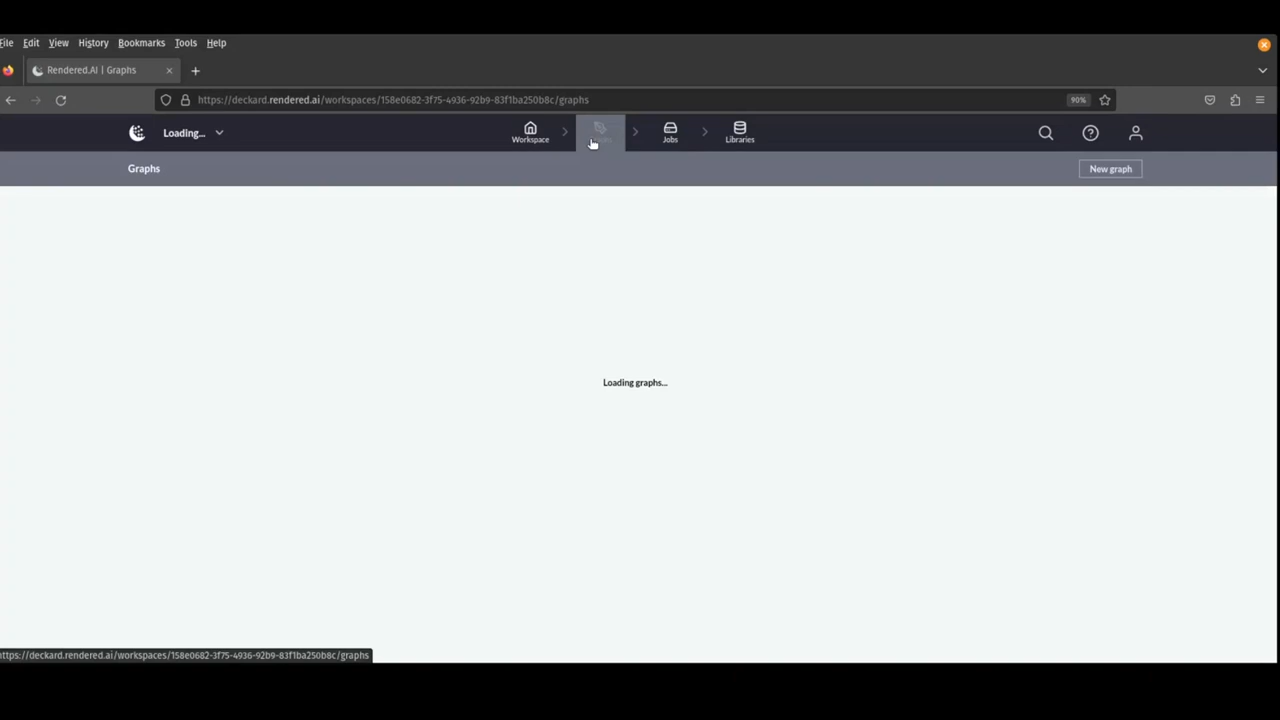 File Edit View History Bookmarks Tools Help
Rendered.AI | Graphs
https://deckard.rendered.ai/workspaces/158e0682-3f75-4936-92b9-83f1ba250b8c/graphs
90%
Loading...
Workspace
Jobs
Libraries
Graphs
New graph
Loading graphs...
https://deckard.rendered.ai/workspaces/158e0682-3f75-4936-92b9-83f1ba250b8c/graphs